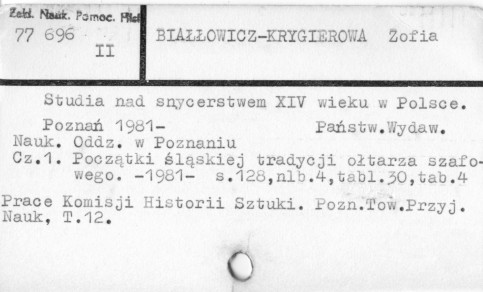 Zakł. Nauk. Pomoc. Hist
77 696
II
BIAŁŁOWICZ-KRYGIEROWA Zofia
Studia nad snycerstwem XIV wieku w Polsce.
Poznań 1981- Państw.Wydaw.
Nauk. Oddz. w Poznaniu
Cz.1. Początki śląskiej tradycji ołtarza szafo-
wego. -1981- s.128,nlb.4,tabl.30,tab.4
Prace Komisji Historii Sztuki. Pozn.Tow.Przyj.
Nauk, T.12.